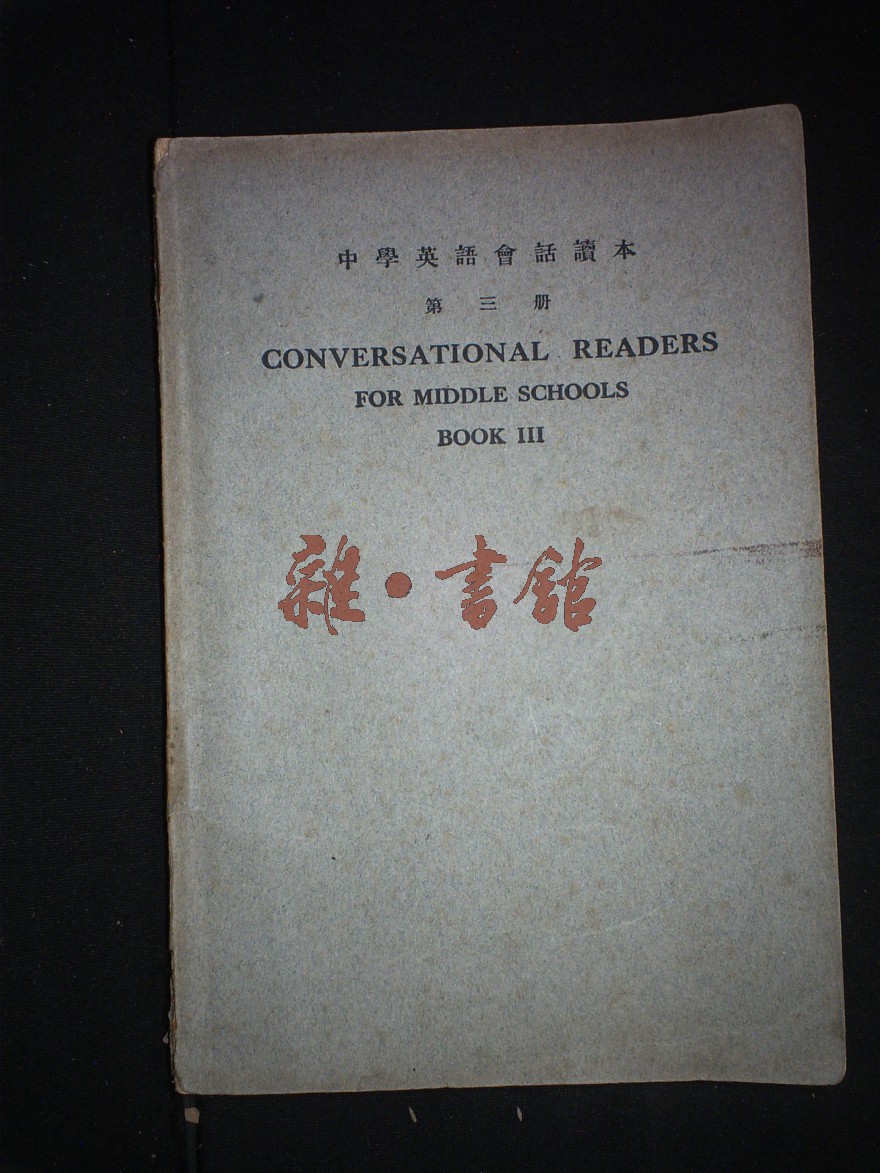 中學英語會話讀本
第三册
CONVERSATIONAL READERS
FOR MIDDLE SCHOOLS
BOOK III
雜·書館